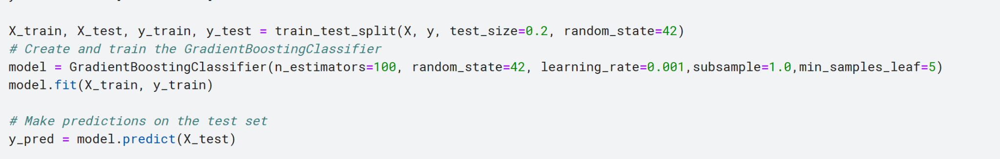 X_train, X_test, y_train, y_test = train_test_split(X, y, test_size=0.2, random_state=42)
# Create and train the GradientBoostingClassifier
model = GradientBoostingClassifier(n_estimators=100, random_state=42, learning_rate=0.001,subsample=1.0,min_samples_leaf=5)
model.fit(X_train, y_train)
# Make predictions on the test set
y_pred = model.predict(X_test)